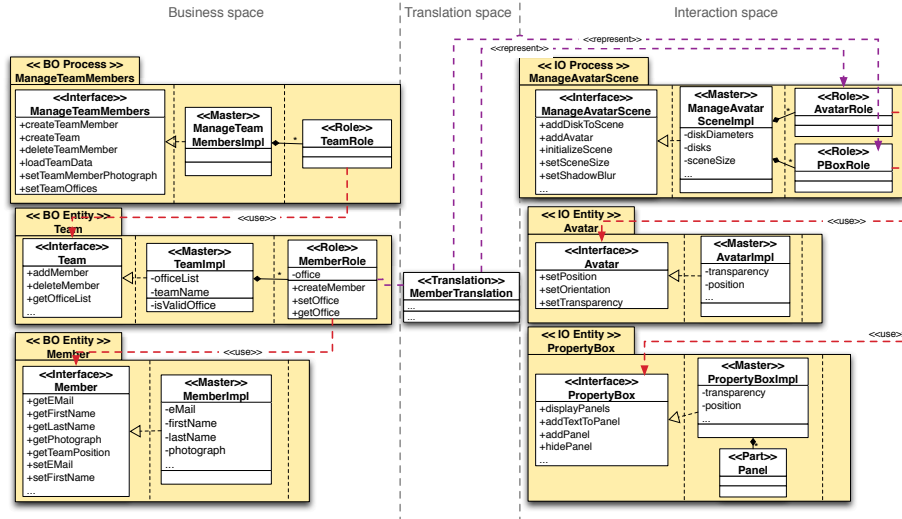 Business space
Translation space
Interaction space
<<represent>>
<<represent>>
<< BO Process >>
ManageTeamMembers
<<Interface>>
ManageTeamMembers
+createTeamMember
+createTeam
+deleteTeamMember
+loadTeamData
+setTeamMemberPhotograph
+setTeamOffices
<<Master>>
ManageTeam
MembersImpl
*
<<Role>>
TeamRole
<<use>>
<< BO Entity >>
Team
<<Interface>>
Team
+addMember
+deleteMember
+getOfficeList
...
<<Master>>
TeamImpl
-officeList
-teamName
-isValidOffice
*
<<Role>>
MemberRole
-office
+createMember
+setOffice
+getOffice
<<use>>
<< BO Entity >>
Member
<<Interface>>
Member
+getEMail
+getFirstName
+getLastName
+getPhotograph
+getTeamPosition
+setEMail
+setFirstName
...
<<Master>>
MemberImpl
-eMail
-firstName
-lastName
-photograph
...
<<Translation>>
MemberTranslation
...
...
<< IO Process >>
ManageAvatarScene
<<Interface>>
ManageAvatarScene
+addDiskToScene
+addAvatar
+initializeScene
+setSceneSize
+setShadowBlur
...
<<Master>>
ManageAvatar
SceneImpl
-diskDiameters
-disks
-sceneSize
...
*
<<Role>>
AvatarRole
*
<<Role>>
PBoxRole
<<use>>
<< IO Entity >>
Avatar
<<Interface>>
Avatar
+setPosition
+setOrientation
+setTransparency
<<Master>>
AvatarImpl
-transparency
-position
...
<<use>>
<< IO Entity >>
PropertyBox
<<Interface>>
PropertyBox
+displayPanels
+addTextToPanel
+addPanel
+hidePanel
...
<<Master>>
PropertyBoxImpl
-transparency
-position
...
*
<<Part>>
Panel